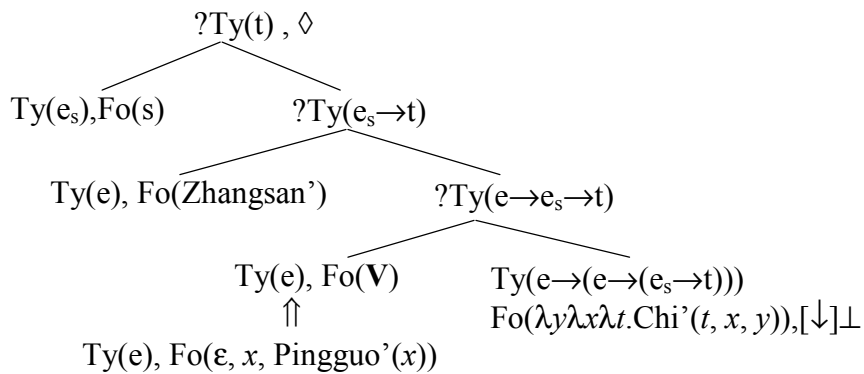 ?Ty(t) , ◊
Ty(eₛ),Fo(s) ?Ty(eₛ→t)
Ty(e), Fo(Zhangsan’) ?Ty(e→eₛ→t)
Ty(e), Fo(V) Ty(e→(e→(eₛ→t)))
⇑ Fo(λyλxλt.Chi’(t, x, y)),[↓]⊥
Ty(e), Fo(ε, x, Pingguo’(x))